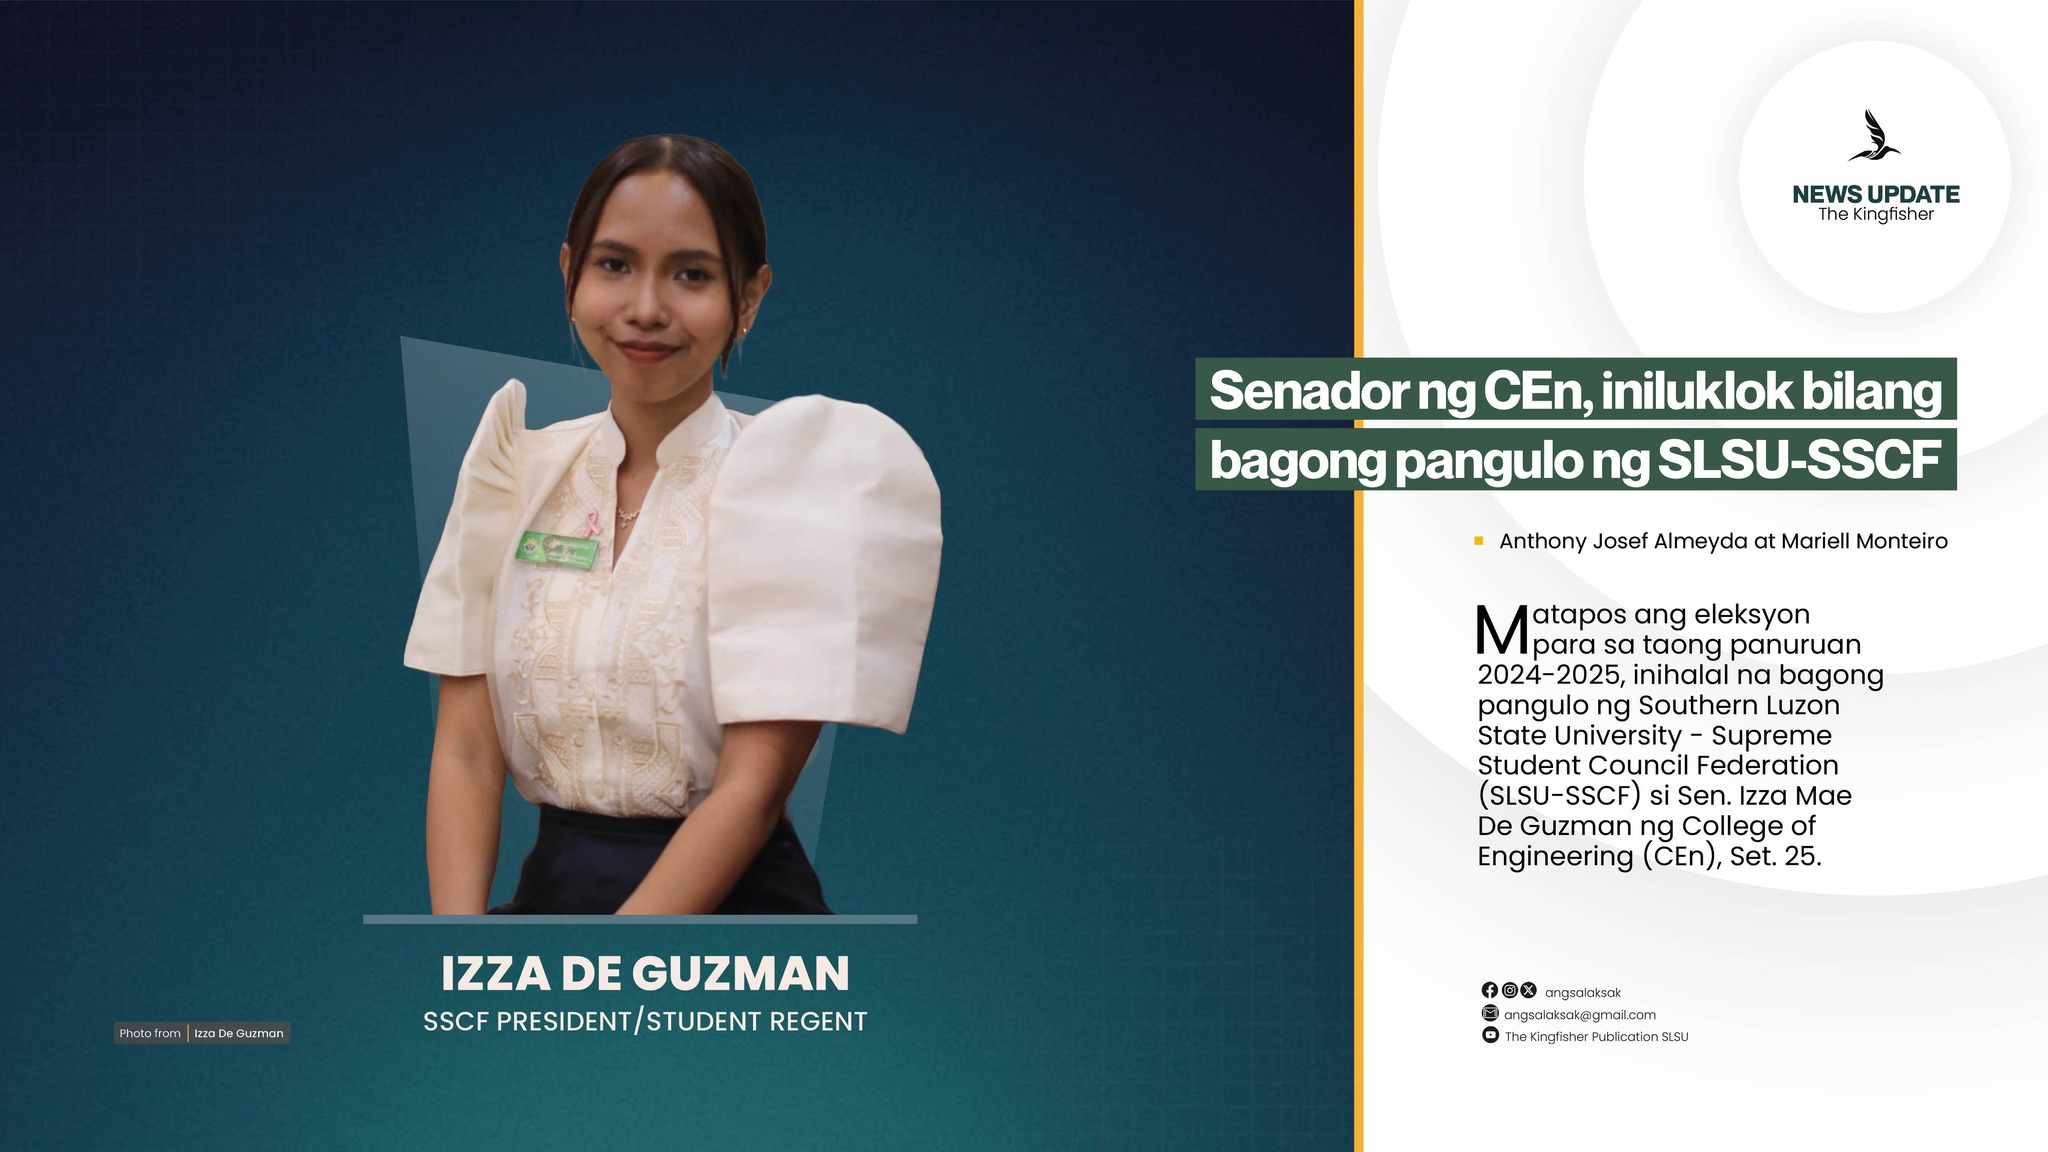 NEWS UPDATE
The Kingfisher
Senador ng CEn, iniluklok bilang
bagong pangulo ng SLSU-SSCF
Anthony Josef Almeyda at Mariell Monteiro
Matapos ang eleksyon
para sa taong panuruan
2024-2025, inihalal na bagong
pangulo ng Southern Luzon
State University - Supreme
Student Council Federation
(SLSU-SSCF) si Sen. Izza Mae
De Guzman ng College of
Engineering (CEn), Set. 25.
angsalaksak
angsalaksak@gmail.com
The Kingfisher Publication SLSU
IZZA DE GUZMAN
SSCF PRESIDENT/STUDENT REGENT
Photo from | Izza De Guzman